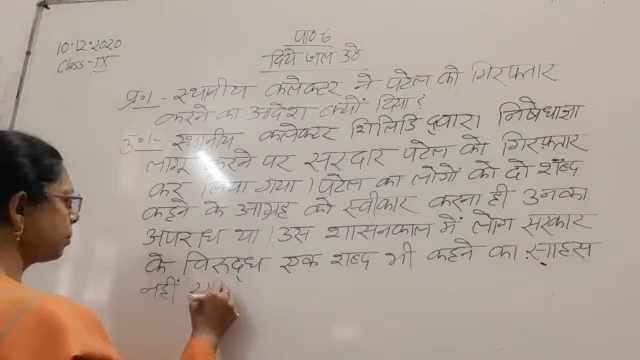 10.12.2020
Class-IX
पाठ 6
दिये जल उठे
प्र॰1- स्थानीय कलेक्टर ने पटेल को गिरफ्तार
करने का आदेश क्यों दिया?
उ॰1- स्थानीय कलेक्टर शिलिडि द्वारा निषेधाज्ञा
लागू करने पर सरदार पटेल को गिरफ़्तार
कर लिया गया। पटेल का लोगों को दो शब्द
कहने के आग्रह को स्वीकार करना ही उनका
अपराध था। उस शासनकाल में लोग सरकार
के विरुद्ध एक शब्द भी कहने का साहस
नहीं